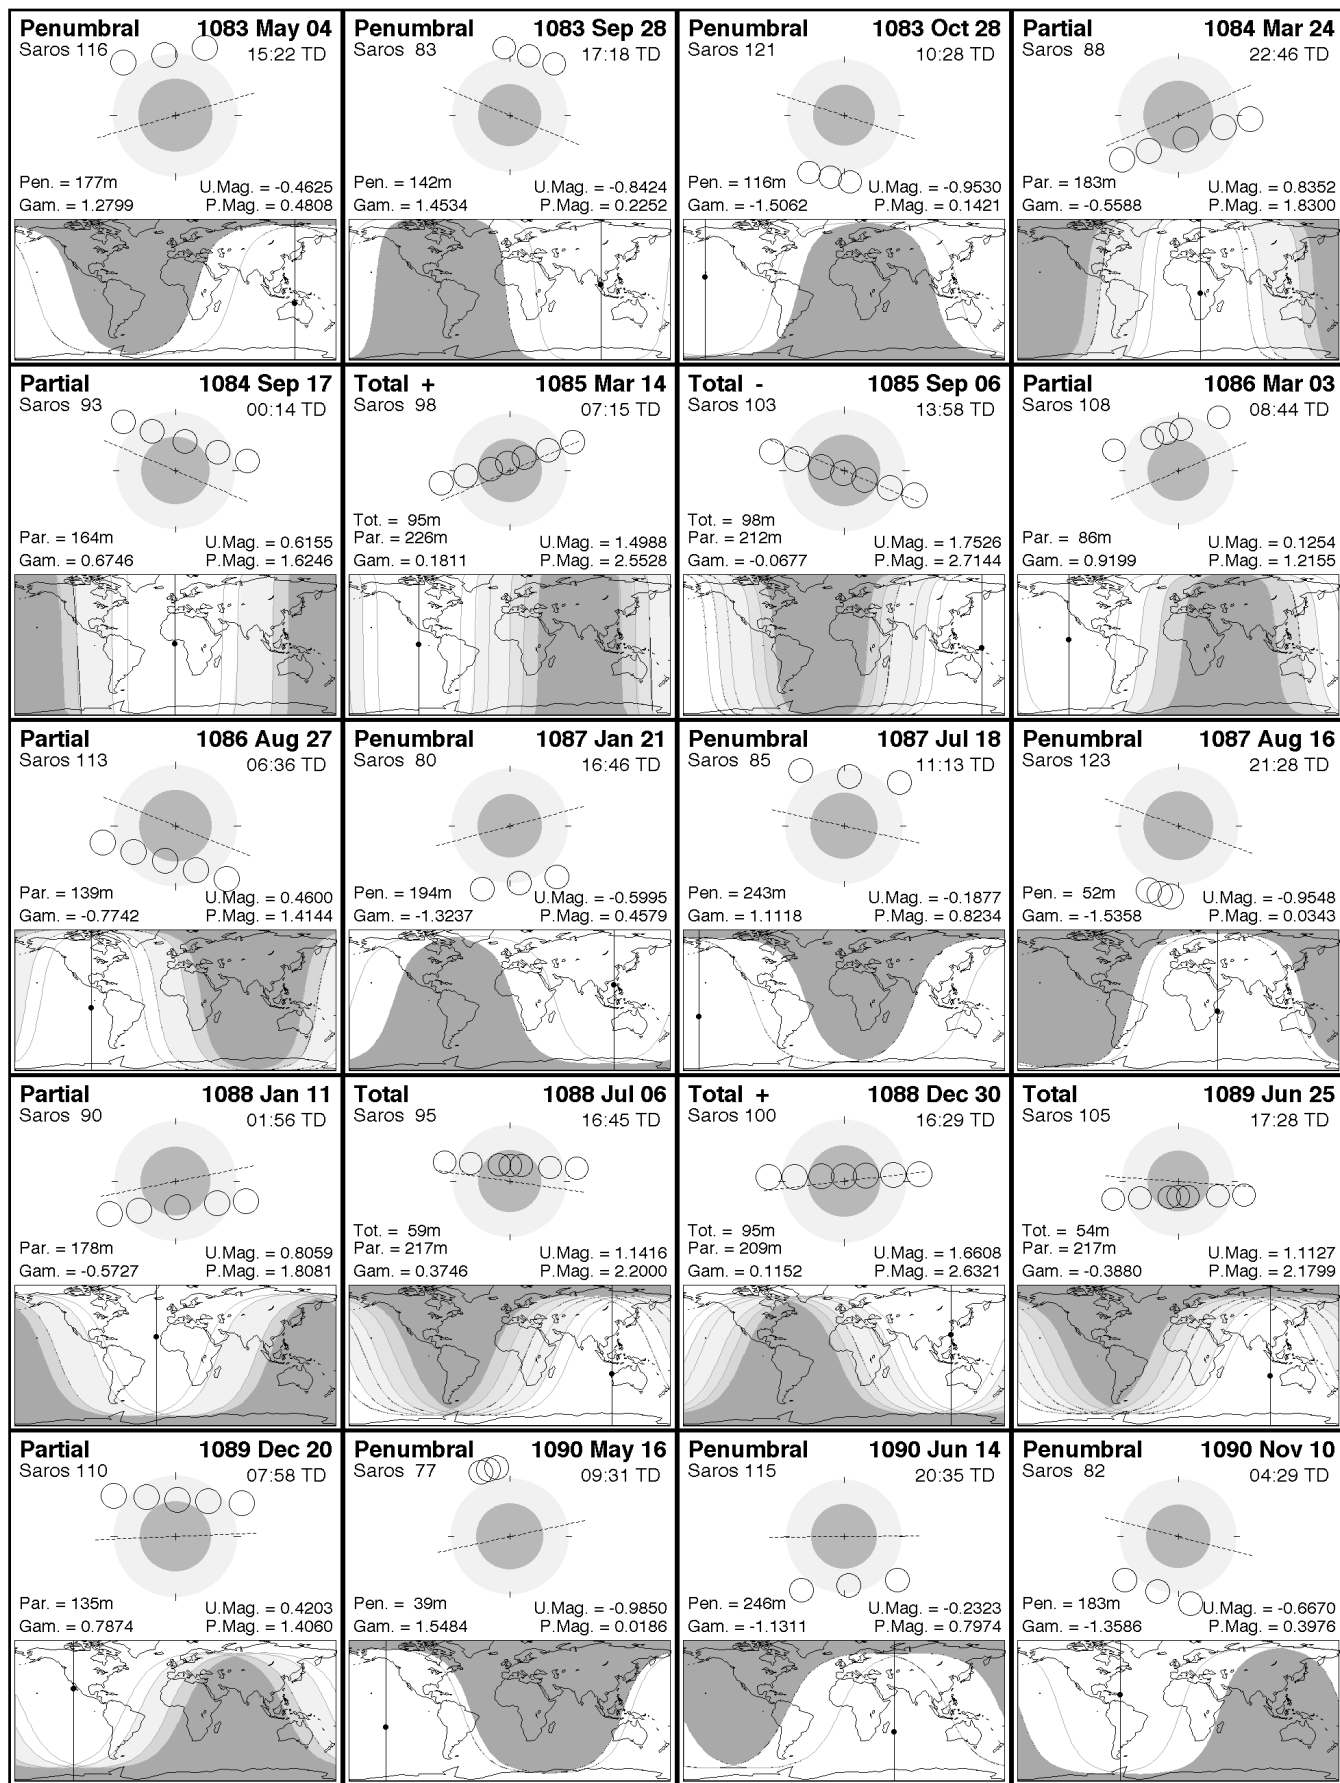 Penumbral 1083 May 04
Saros 116 15:22 TD
Pen. = 177m U.Mag. = -0.4625
Gam. = 1.2799 P.Mag. = 0.4808
Penumbral 1083 Sep 28
Saros 83 17:18 TD
Pen. = 142m U.Mag. = -0.8424
Gam. = 1.4534 P.Mag. = 0.2252
Penumbral 1083 Oct 28
Saros 121 10:28 TD
Pen. = 116m U.Mag. = -0.9530
Gam. = -1.5062 P.Mag. = 0.1421
Partial 1084 Mar 24
Saros 88 22:46 TD
Par. = 183m U.Mag. = 0.8352
Gam. = -0.5588 P.Mag. = 1.8300
Partial 1084 Sep 17
Saros 93 00:14 TD
Par. = 164m U.Mag. = 0.6155
Gam. = 0.6746 P.Mag. = 1.6246
Total + 1085 Mar 14
Saros 98 07:15 TD
Tot. = 95m
Par. = 226m U.Mag. = 1.4988
Gam. = 0.1811 P.Mag. = 2.5528
Total - 1085 Sep 06
Saros 103 13:58 TD
Tot. = 98m
Par. = 212m U.Mag. = 1.7526
Gam. = -0.0677 P.Mag. = 2.7144
Partial 1086 Mar 03
Saros 108 08:44 TD
Par. = 86m U.Mag. = 0.1254
Gam. = 0.9199 P.Mag. = 1.2155
Partial 1086 Aug 27
Saros 113 06:36 TD
Par. = 139m U.Mag. = 0.4600
Gam. = -0.7742 P.Mag. = 1.4144
Penumbral 1087 Jan 21
Saros 80 16:46 TD
Pen. = 194m U.Mag. = -0.5995
Gam. = -1.3237 P.Mag. = 0.4579
Penumbral 1087 Jul 18
Saros 85 11:13 TD
Pen. = 243m U.Mag. = -0.1877
Gam. = 1.1118 P.Mag. = 0.8234
Penumbral 1087 Aug 16
Saros 123 21:28 TD
Pen. = 52m U.Mag. = -0.9548
Gam. = -1.5358 P.Mag. = 0.0343
Partial 1088 Jan 11
Saros 90 01:56 TD
Par. = 178m U.Mag. = 0.8059
Gam. = -0.5727 P.Mag. = 1.8081
Total 1088 Jul 06
Saros 95 16:45 TD
Tot. = 59m
Par. = 217m U.Mag. = 1.1416
Gam. = 0.3746 P.Mag. = 2.2000
Total + 1088 Dec 30
Saros 100 16:29 TD
Tot. = 95m
Par. = 209m U.Mag. = 1.6608
Gam. = 0.1152 P.Mag. = 2.6321
Total 1089 Jun 25
Saros 105 17:28 TD
Tot. = 54m
Par. = 217m U.Mag. = 1.1127
Gam. = -0.3880 P.Mag. = 2.1799
Partial 1089 Dec 20
Saros 110 07:58 TD
Par. = 135m U.Mag. = 0.4203
Gam. = 0.7874 P.Mag. = 1.4060
Penumbral 1090 May 16
Saros 77 09:31 TD
Pen. = 39m U.Mag. = -0.9850
Gam. = 1.5484 P.Mag. = 0.0186
Penumbral 1090 Jun 14
Saros 115 20:35 TD
Pen. = 246m U.Mag. = -0.2323
Gam. = -1.1311 P.Mag. = 0.7974
Penumbral 1090 Nov 10
Saros 82 04:29 TD
Pen. = 183m U.Mag. = -0.6670
Gam. = -1.3586 P.Mag. = 0.3976